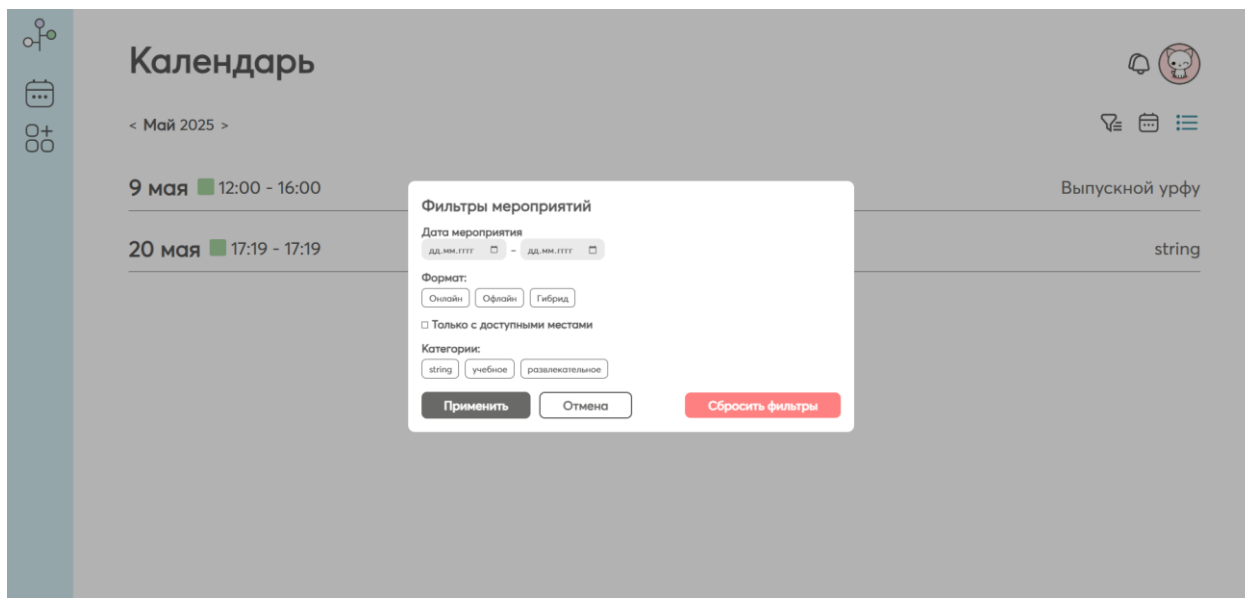 Календарь
< Май 2025 >
9 мая 12:00 - 16:00 Выпускной урфу
20 мая 17:19 - 17:19 string
Фильтры мероприятий
Дата мероприятия
дд.мм.гггг – дд.мм.гггг
Формат:
Онлайн Офлайн Гибрид
Только с доступными местами
Категории:
string учебное развлекательное
Применить Отмена Сбросить фильтры